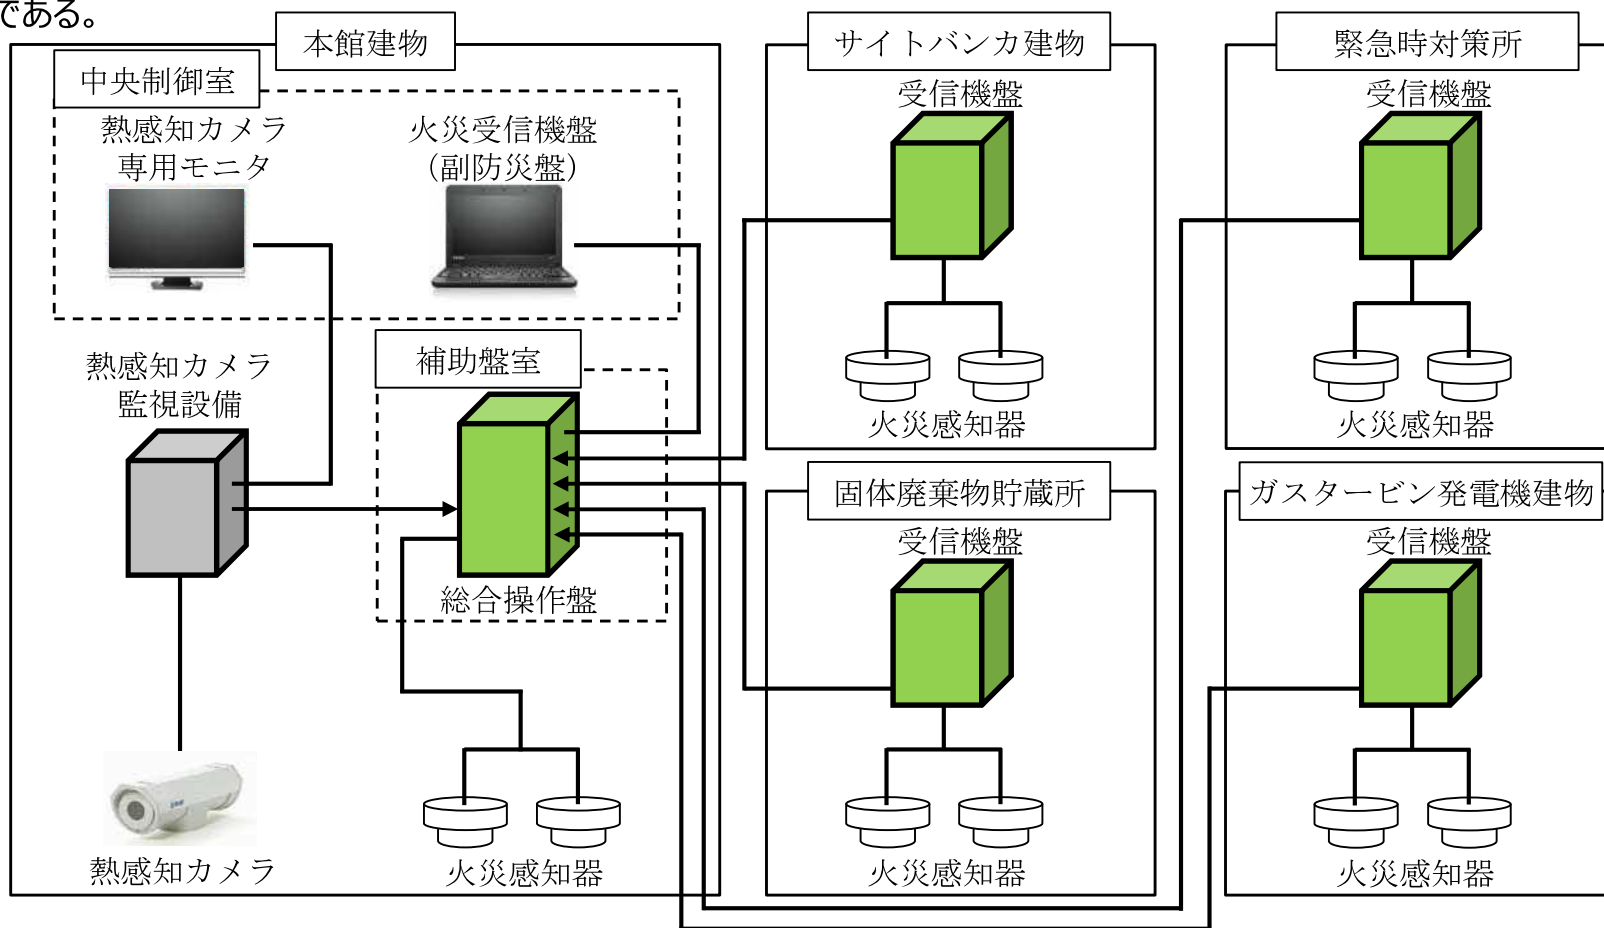 である。
本館建物
中央制御室
熱感知カメラ
専用モニタ
火災受信機盤
(副防災盤)
熱感知カメラ
監視設備
補助盤室
総合操作盤
熱感知カメラ
火災感知器
サイトバンカ建物
受信機盤
火災感知器
固体廃棄物貯蔵所
受信機盤
火災感知器
緊急時対策所
受信機盤
火災感知器
ガスタービン発電機建物
受信機盤
火災感知器